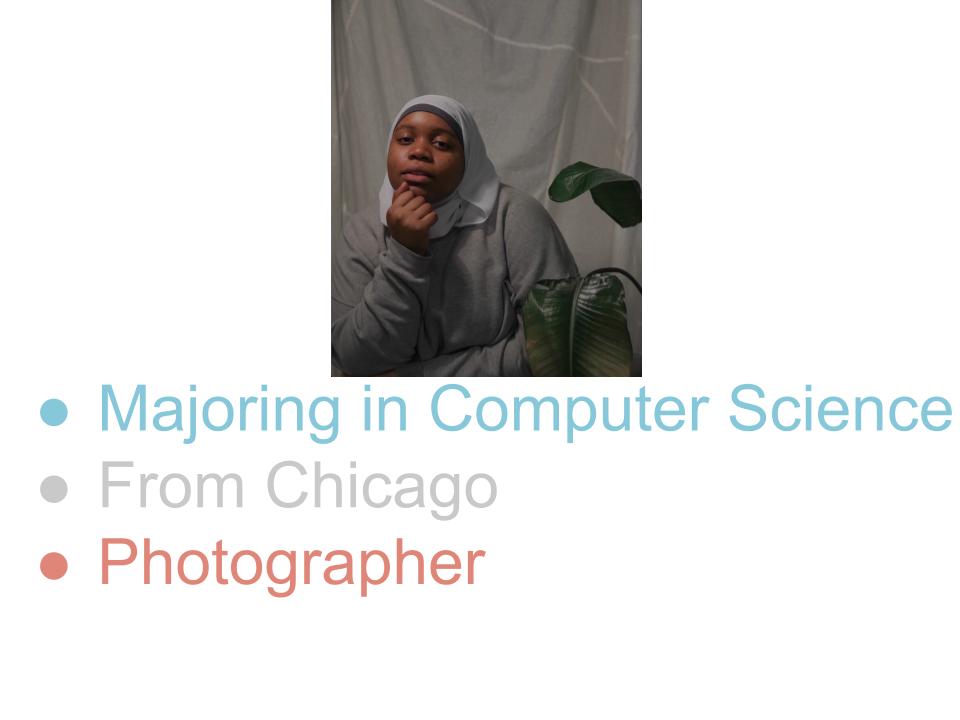 ● Majoring in Computer Science
● From Chicago
● Photographer